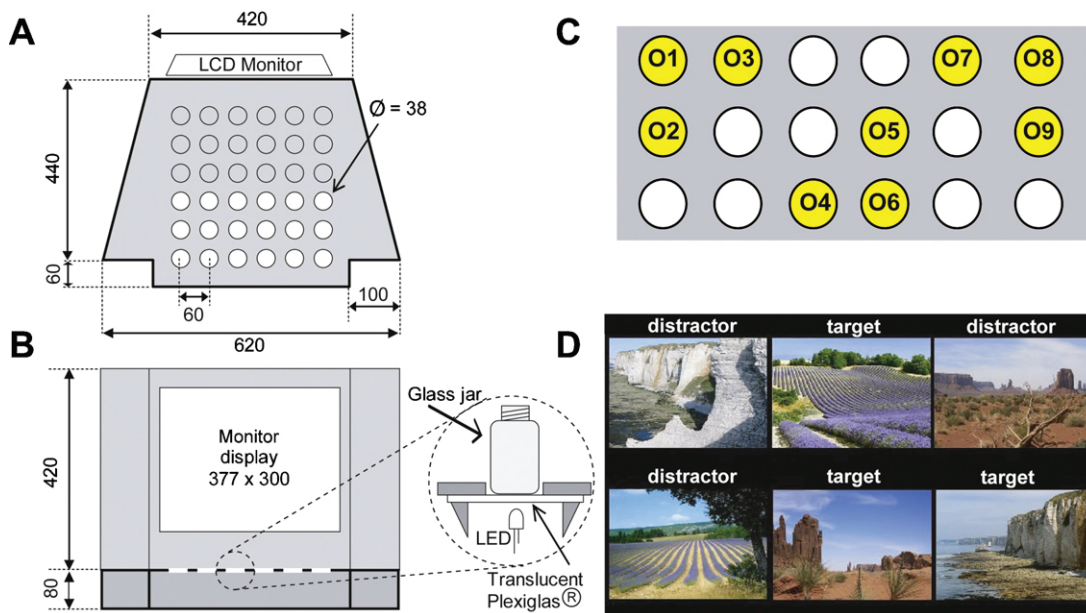 A
420
LCD Monitor
Ø = 38
440
60
60
100
620
B
420
80
Monitor
display
377 x 300
Glass jar
LED
Translucent
Plexiglas®
C
O1 O3 O7 O8
O2 O5 O9
O4 O6
D
distractor target distractor
distractor target target